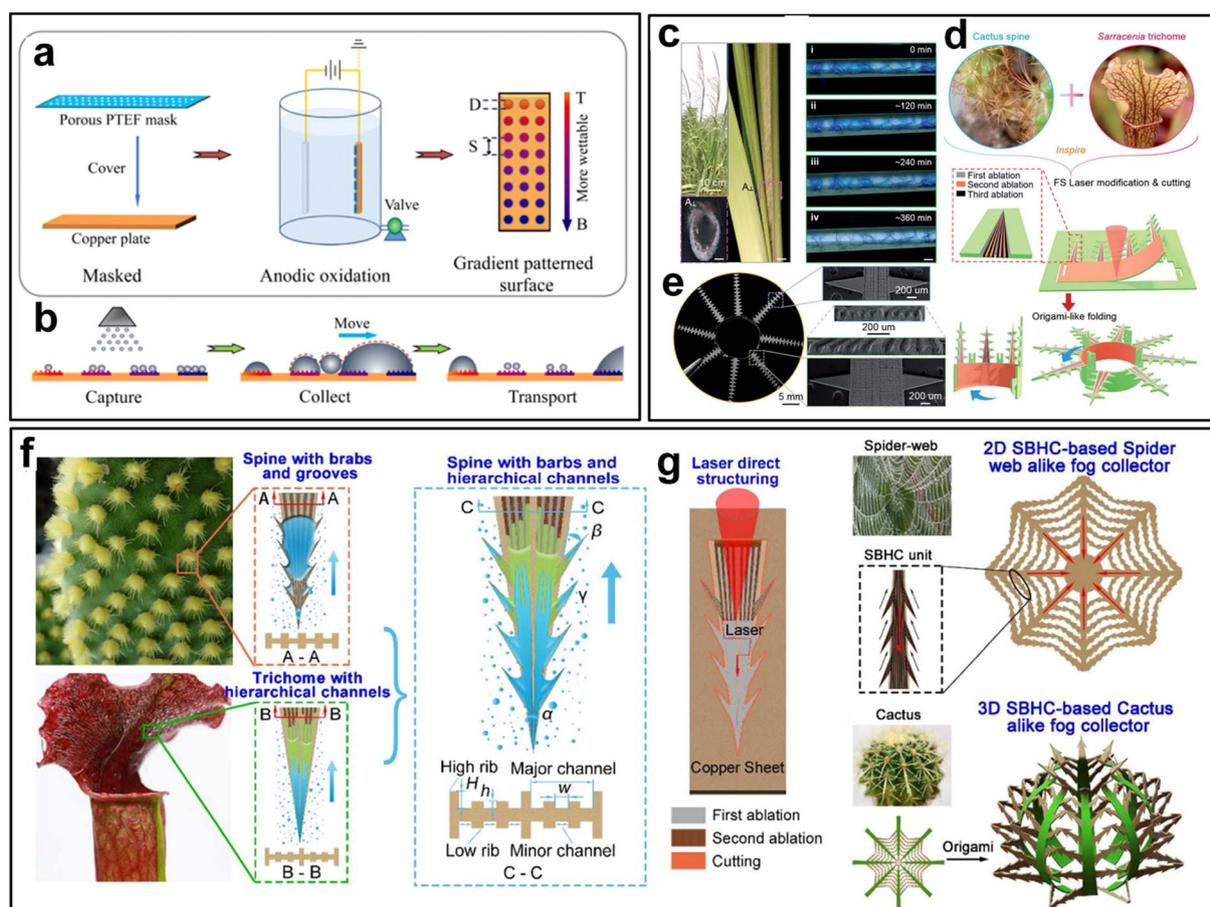 a
Porous PTEF mask
Cover
Copper plate
Masked
Valve
Anodic oxidation
D
S
T
More wettable
B
Gradient patterned
surface
b
Capture
Move
Collect
Transport
c
10 cm
A⊥
A⊥
i
0 min
ii
~120 min
iii
~240 min
iv
~360 min
d
Cactus spine
Sarracenia trichome
+
Inspire
FS Laser modification & cutting
First ablation
Second ablation
Third ablation
Origami-like folding
e
5 mm
200 um
200 um
200 um
f
Spine with brabs
and grooves
A
A
A - A
Trichome with
hierarchical channels
B
B
B - B
Spine with barbs and
hierarchical channels
C
C
β
γ
α
High rib
Major channel
H
h
w
Low rib
Minor channel
C - C
g
Laser direct
structuring
Laser
Copper Sheet
First ablation
Second ablation
Cutting
Spider-web
SBHC unit
2D SBHC-based Spider
web alike fog collector
Cactus
Origami
3D SBHC-based Cactus
alike fog collector